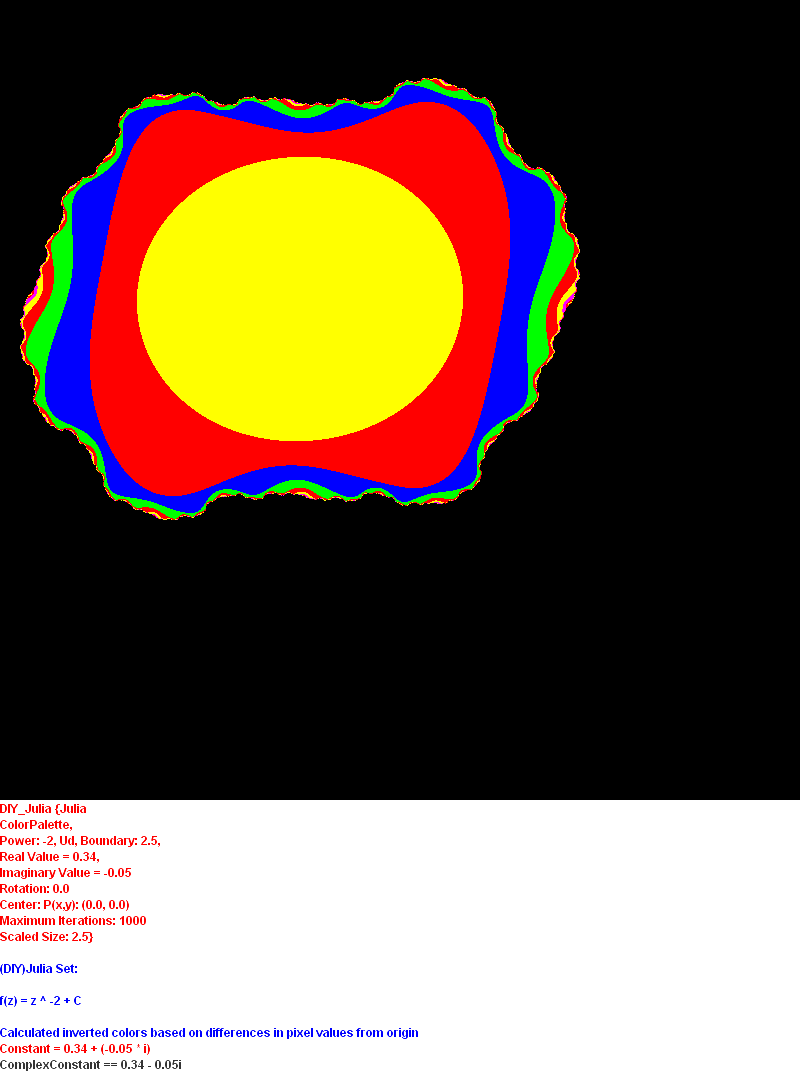 DIY_Julia {Julia
ColorPalette,
Power: -2, Ud, Boundary: 2.5,
Real Value = 0.34,
Imaginary Value = -0.05
Rotation: 0.0
Center: P(x,y): (0.0, 0.0)
Maximum Iterations: 1000
Scaled Size: 2.5}
(DIY)Julia Set:
f(z) = z ^ -2 + C
Calculated inverted colors based on differences in pixel values from origin
Constant = 0.34 + (-0.05 * i)
ComplexConstant == 0.34 - 0.05i